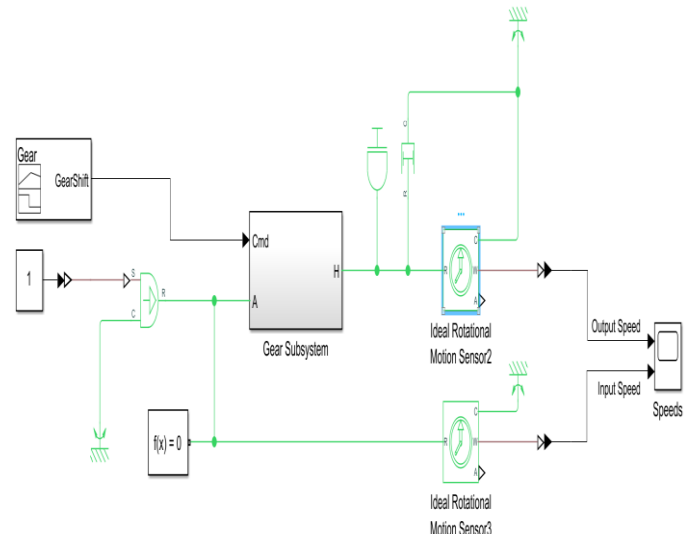 C
R
Gear
GearShift
Cmd
H
A
Gear Subsystem
1
S
R
C
C
R
W
A
Ideal Rotational
Motion Sensor2
Output Speed
Input Speed
Speeds
f(x) = 0
C
R
W
A
Ideal Rotational
Motion Sensor3